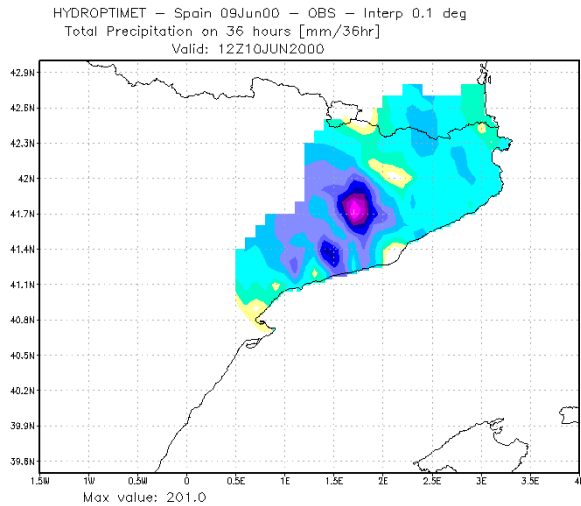 HYDROPTIMET – Spain 09Jun00 – OBS – Interp 0.1 deg
Total Precipitation on 36 hours [mm/36hr]
Valid: 12Z10JUN2000
42.9N
42.6N
42.3N
42N
41.7N
41.4N
41.1N
40.8N
40.5N
40.2N
39.9N
39.6N
1.5W 1W 0.5W 0 0.5E 1E 1.5E 2E 2.5E 3E 3.5E 4E
Max value: 201.0